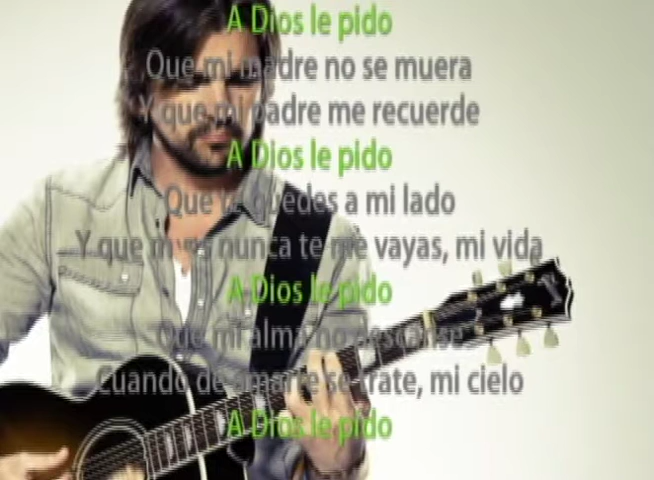 A Dios le pido
Que mi madre no se muera
Y que mi padre me recuerde
A Dios le pido
Que te quedes a mi lado
Y que más nunca te me vayas, mi vida
A Dios le pido
Que mi alma no descanse
Cuando de amarte se trate, mi cielo
A Dios le pido